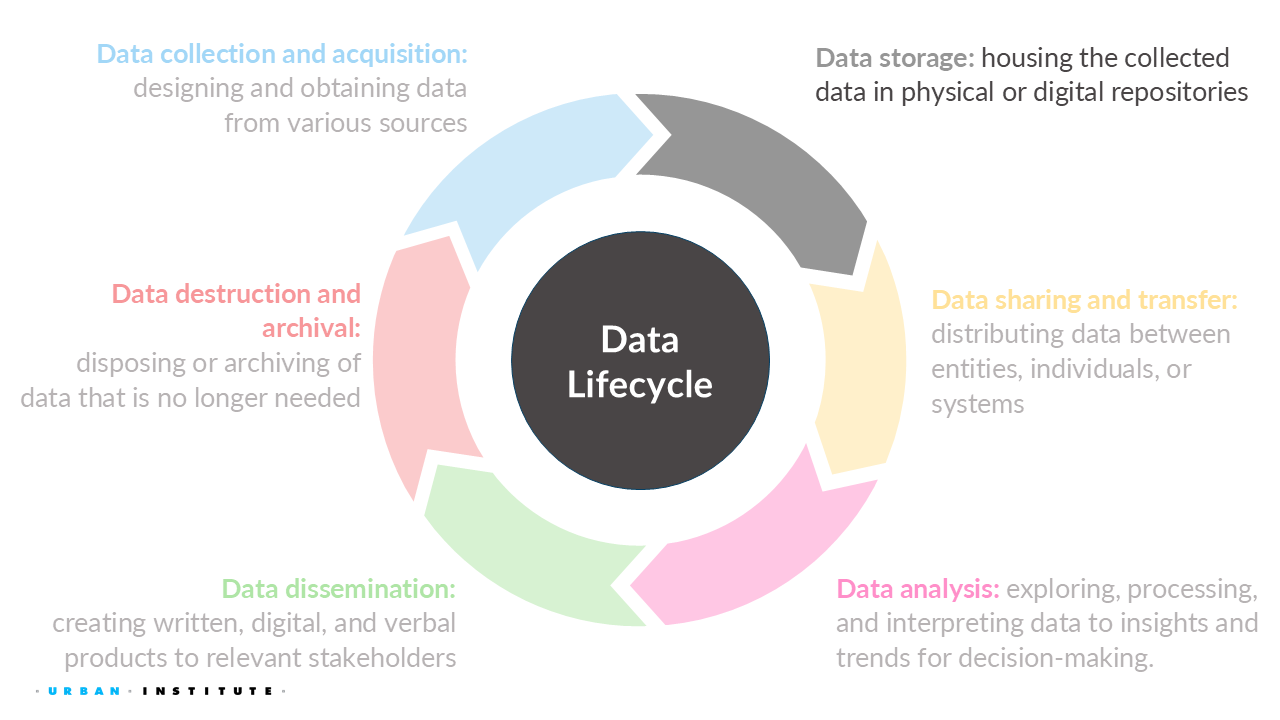 Data collection and acquisition:
designing and obtaining data
from various sources
Data storage: housing the collected
data in physical or digital repositories
Data destruction and
archival:
disposing or archiving of
data that is no longer needed
Data
Lifecycle
Data sharing and transfer:
distributing data between
entities, individuals, or
systems
Data dissemination:
creating written, digital, and verbal
products to relevant stakeholders
Data analysis: exploring, processing,
and interpreting data to insights and
trends for decision-making.
· URBAN · INSTITUTE ·